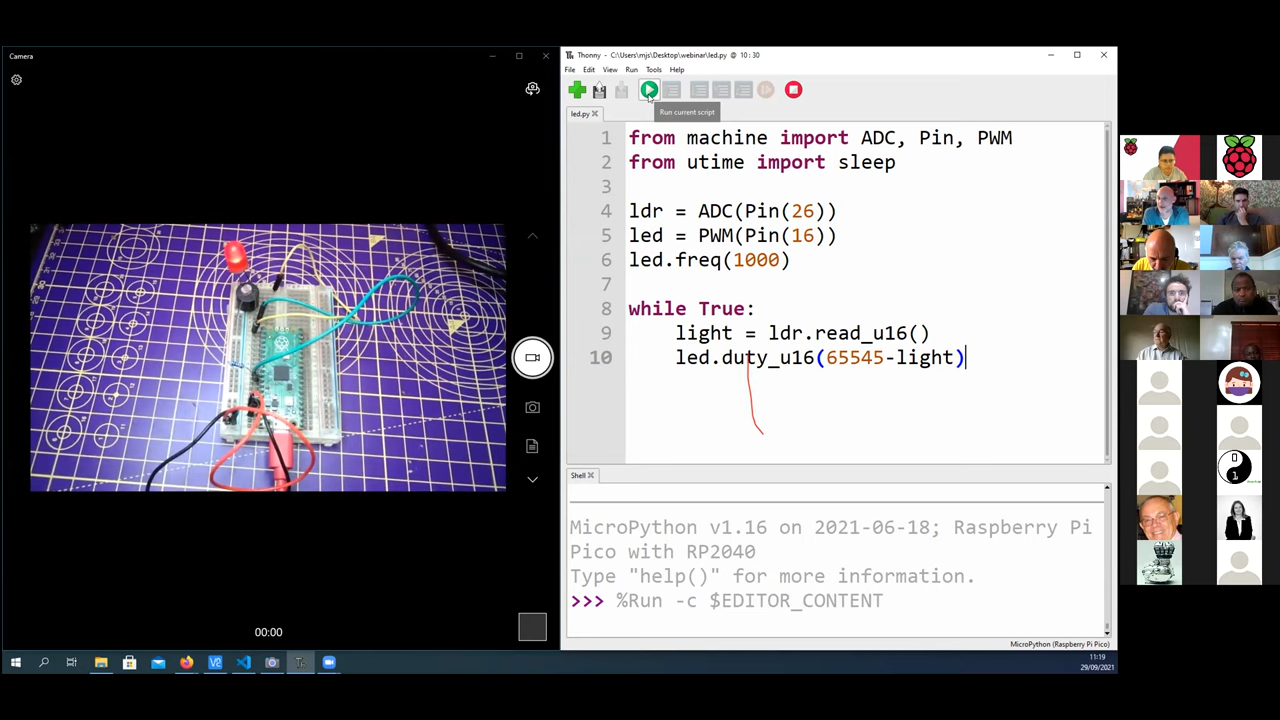 Camera
Thonny - C:\Users\mjs\Desktop\webinar\led.py @ 10 : 30
File Edit View Run Tools Help
Run current script
led.py
1 from machine import ADC, Pin, PWM
2 from utime import sleep
3
4 ldr = ADC(Pin(26))
5 led = PWM(Pin(16))
6 led.freq(1000)
7
8 while True:
9 light = ldr.read_u16()
10 led.duty_u16(65545-light)
Shell
MicroPython v1.16 on 2021-06-18; Raspberry Pi
Pico with RP2040
Type "help()" for more information.
>>> %Run -c $EDITOR_CONTENT
MicroPython (Raspberry Pi Pico)
00:00
11:19
29/09/2021